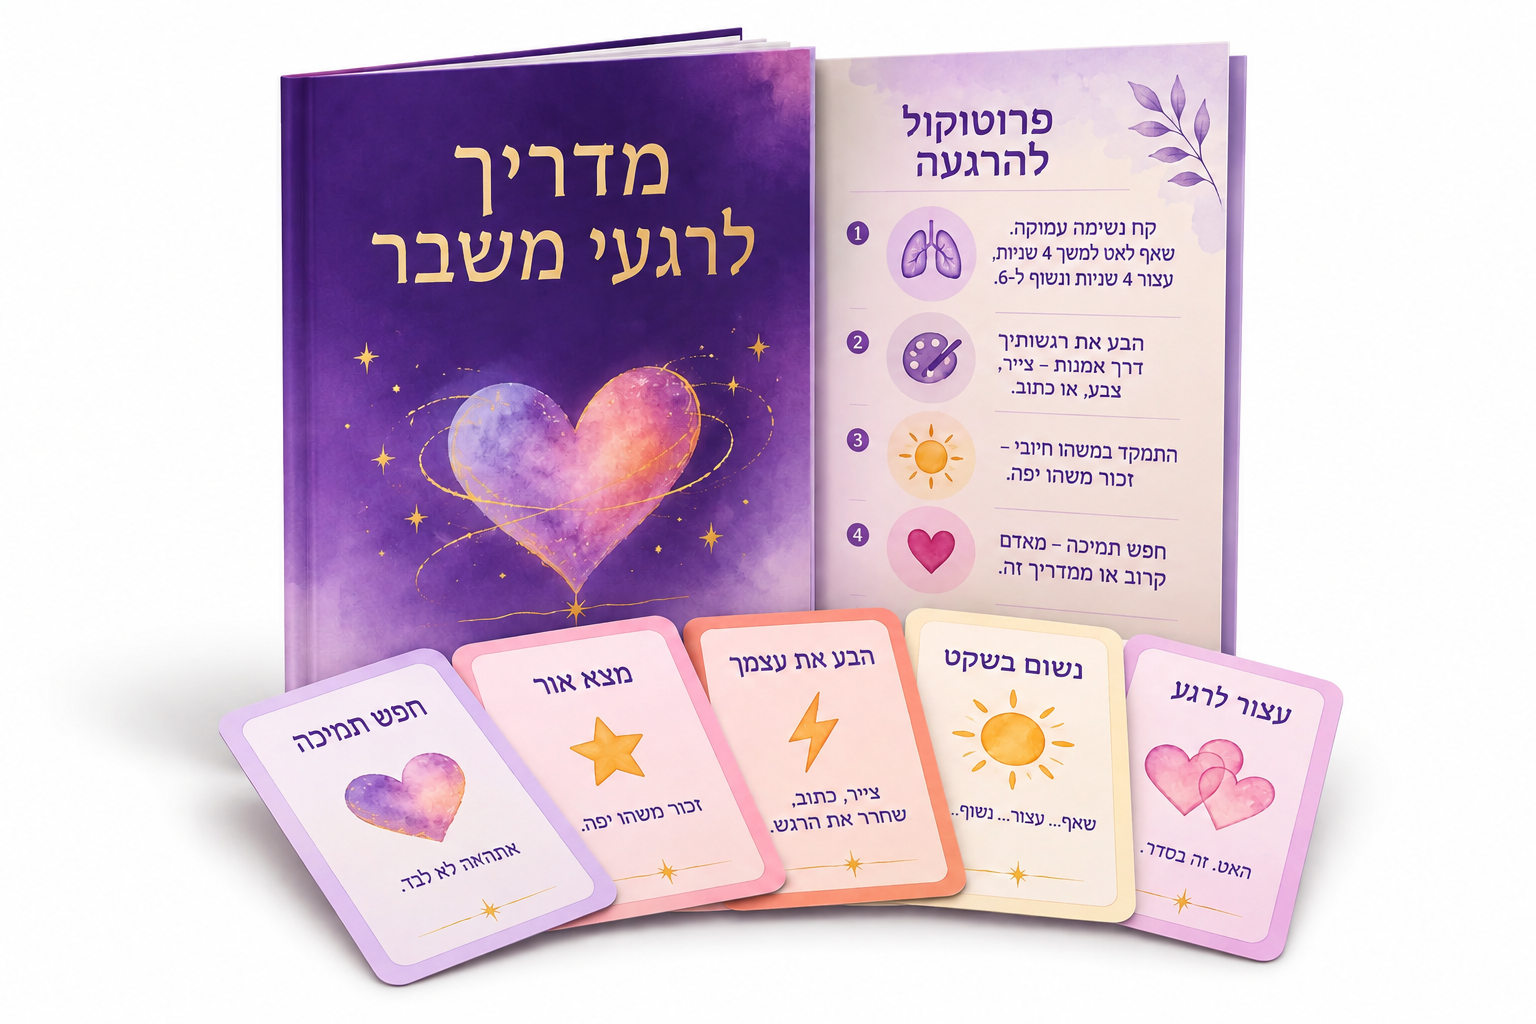 מדריך
לרגעי משבר
פרוטוקול
להרגעה
1
קח נשימה עמוקה.
שאף לאט למשך 4 שניות,
עצור 4 שניות ונשוף ל-6.
2
הבע את רגשותיך
דרך אמנות – צייר,
צבע, או כתוב.
3
התמקד במשהו חיובי –
זכור משהו יפה.
4
חפש תמיכה – מאדם
קרוב או ממדריך זה.
עצור לרגע
האט. זה בסדר.
נשום בשקט
שאף... עצור... נשוף...
הבע את עצמך
צייר, כתוב,
שחרר את הרגש.
מצא אור
זכור משהו יפה.
חפש תמיכה
אתהאה לא לבד.